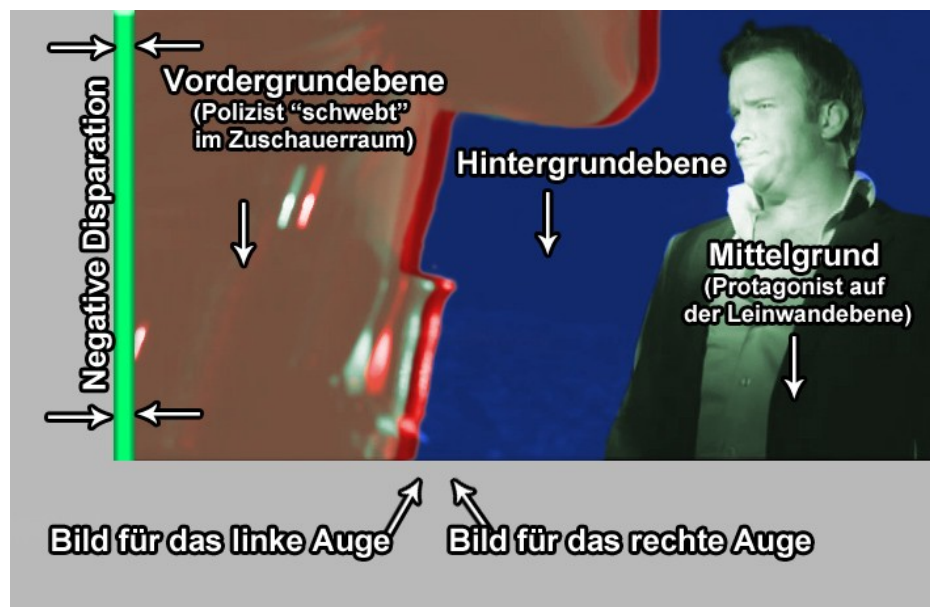 Negative Disparation
Vordergrundebene
(Polizist “schwebt”
im Zuschauerraum)
Hintergrundebene
Mittelgrund
(Protagonist auf
der Leinwandebene)
Bild für das linke Auge
Bild für das rechte Auge